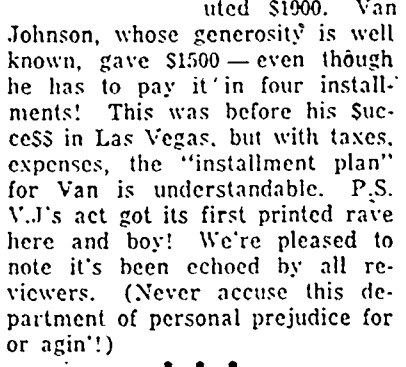 uted $1000. Van
Johnson, whose generosity is well
known, gave $1500 — even though
he has to pay it in four install-
ments! This was before his $uc-
ce$$ in Las Vegas, but with taxes,
expenses, the "installment plan"
for Van is understandable. P.S.
V.J's act got its first printed rave
here and boy! We're pleased to
note it's been echoed by all re-
viewers. (Never accuse this de-
partment of personal prejudice for
or agin'!)